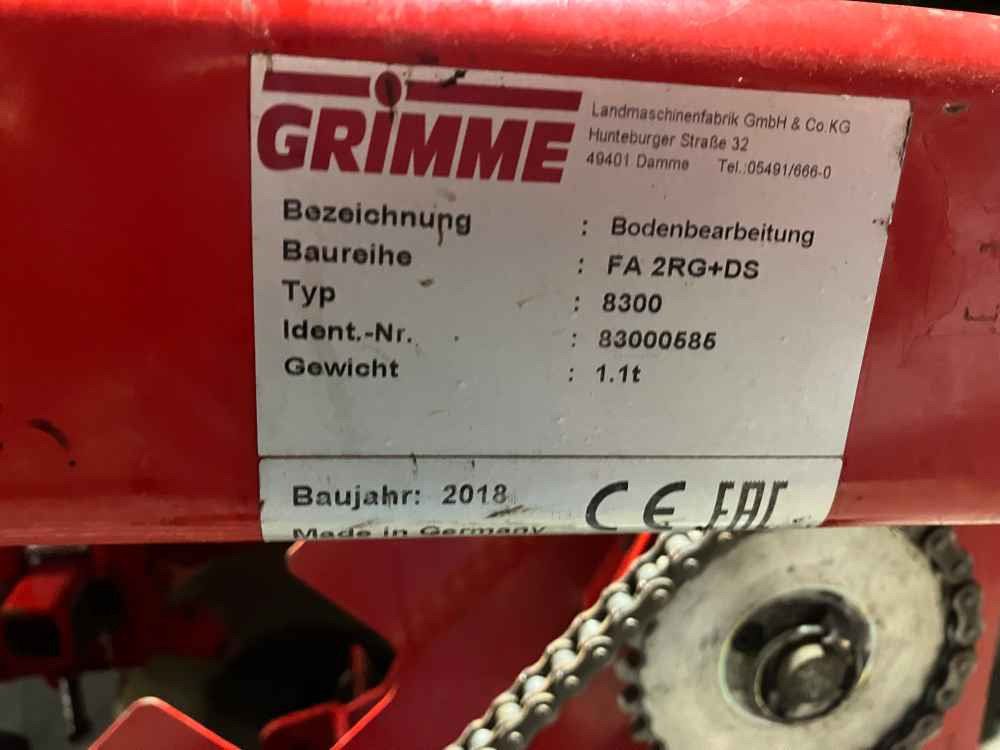 GRIMME
Landmaschinenfabrik GmbH & Co.KG
Hunteburger Straße 32
49401 Damme Tel.:05491/666-0
Bezeichnung : Bodenbearbeitung
Baureihe : FA 2RG+DS
Typ : 8300
Ident.-Nr. : 83000585
Gewicht : 1.1t
Baujahr: 2018 CE EAC
Made in Germany